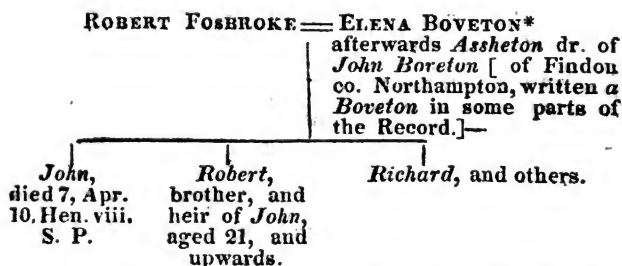 ROBERT FOSBROKE = ELENA BOVETON*
afterwards Assheton dr. of
John Boreton [ of Findon
co. Northampton, written a
Boveton in some parts of
the Record.]—
John,
died 7, Apr.
10, Hen. viii.
S. P.
Robert,
brother, and
heir of John,
aged 21, and
upwards.
Richard, and others.